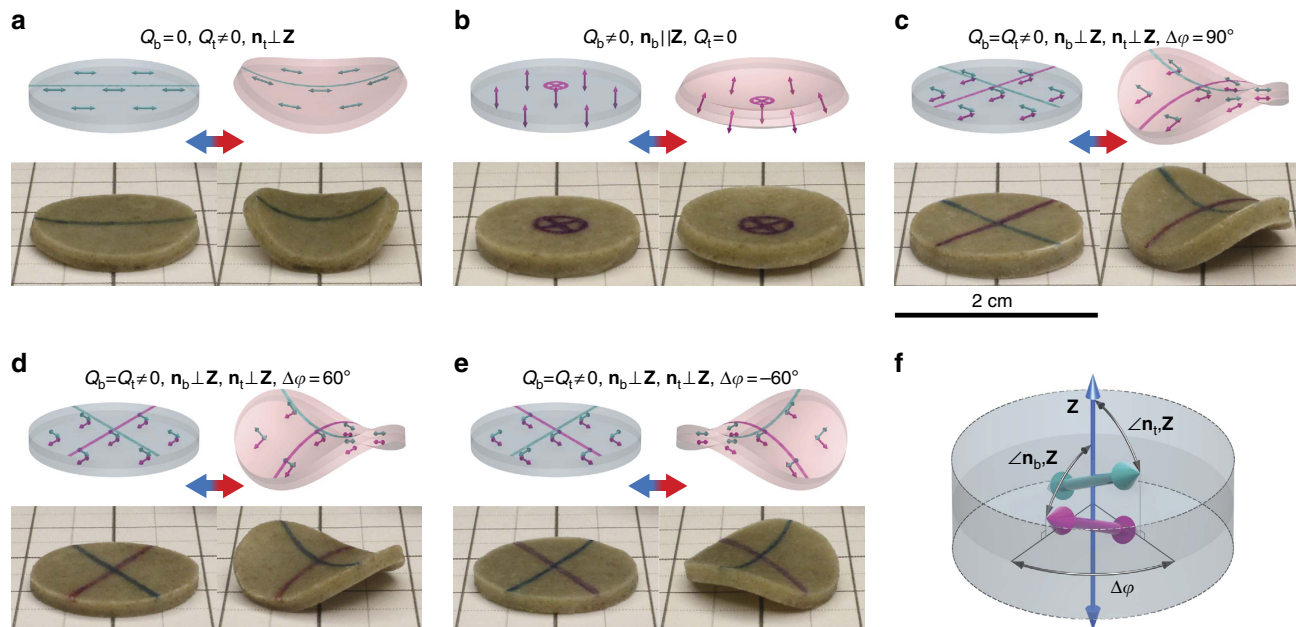 a
Q_b=0, Q_t≠0, n_t⊥Z
b
Q_b≠0, n_b||Z, Q_t=0
c
Q_b=Q_t≠0, n_b⊥Z, n_t⊥Z, Δφ=90°
2 cm
d
Q_b=Q_t≠0, n_b⊥Z, n_t⊥Z, Δφ=60°
e
Q_b=Q_t≠0, n_b⊥Z, n_t⊥Z, Δφ=−60°
f
Z
∠n_t,Z
∠n_b,Z
Δφ